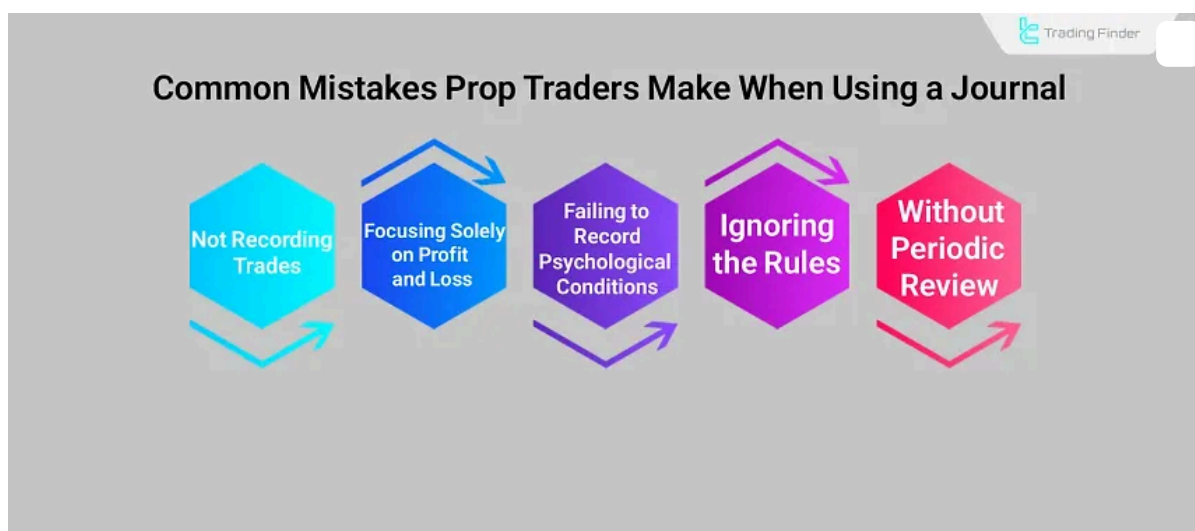 Trading Finder
Common Mistakes Prop Traders Make When Using a Journal
Not Recording
Trades
Focusing Solely
on Profit
and Loss
Failing to
Record
Psychological
Conditions
Ignoring
the Rules
Without
Periodic
Review